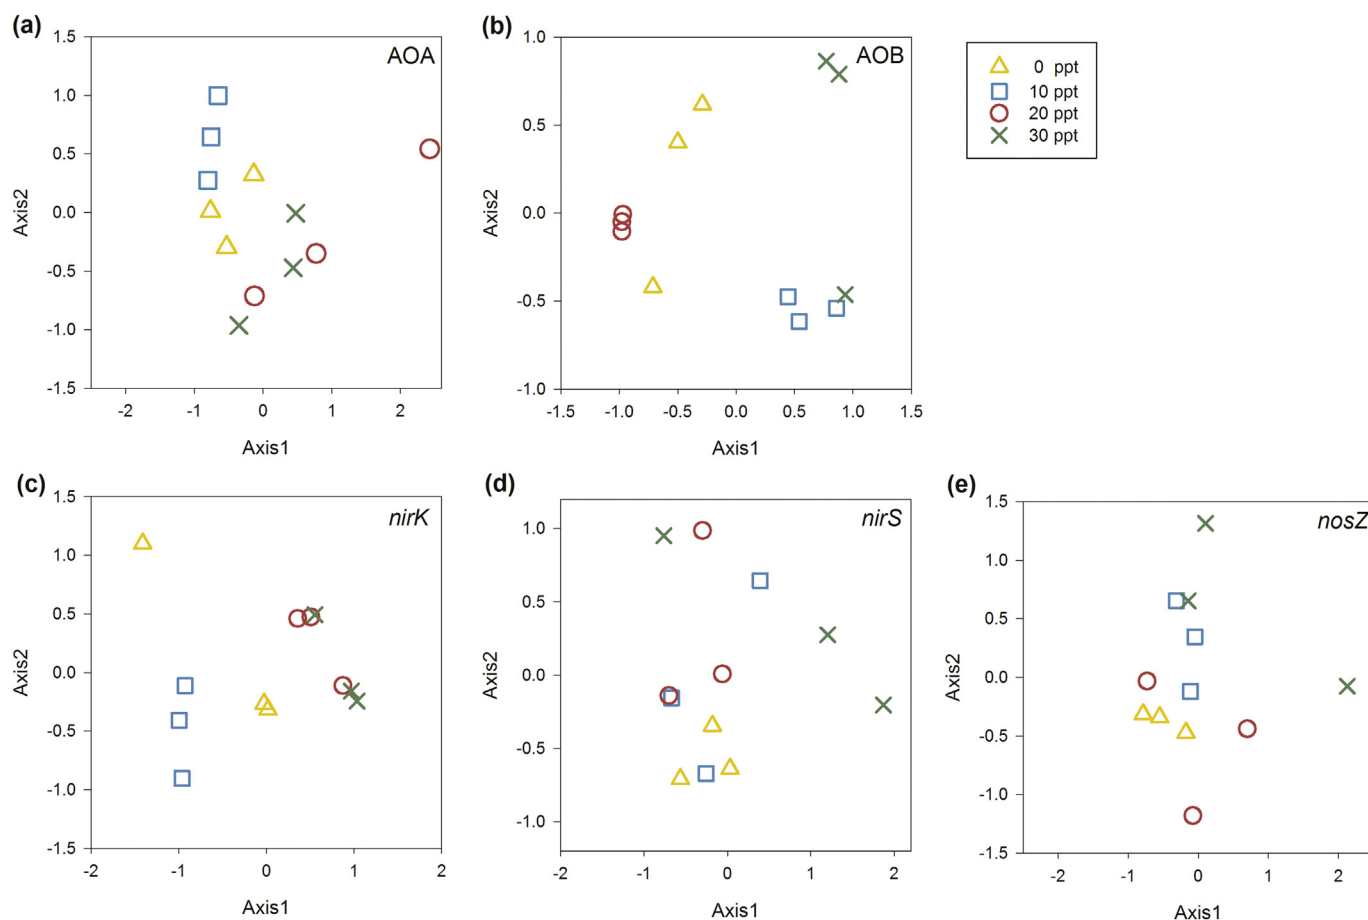 (a)
AOA
1.5
1.0
0.5
0.0
-0.5
-1.0
-1.5
Axis2
-2 -1 0 1 2
Axis1
(b)
AOB
1.0
0.5
0.0
-0.5
-1.0
Axis2
-1.5 -1.0 -0.5 0.0 0.5 1.0 1.5
Axis1
0 ppt
10 ppt
20 ppt
30 ppt
(c)
nirK
1.5
1.0
0.5
0.0
-0.5
-1.0
-1.5
Axis2
-2 -1 0 1 2
Axis1
(d)
nirS
1.0
0.5
0.0
-0.5
-1.0
Axis2
-2 -1 0 1 2
Axis1
(e)
nosZ
1.5
1.0
0.5
0.0
-0.5
-1.0
-1.5
Axis2
-2 -1 0 1 2
Axis1